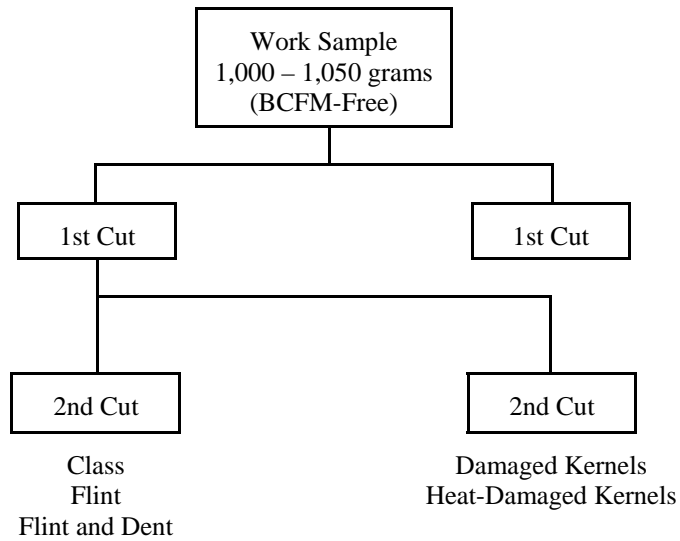 Work Sample
1,000 – 1,050 grams
(BCFM-Free)
1st Cut
1st Cut
2nd Cut
2nd Cut
Class
Flint
Flint and Dent
Damaged Kernels
Heat-Damaged Kernels